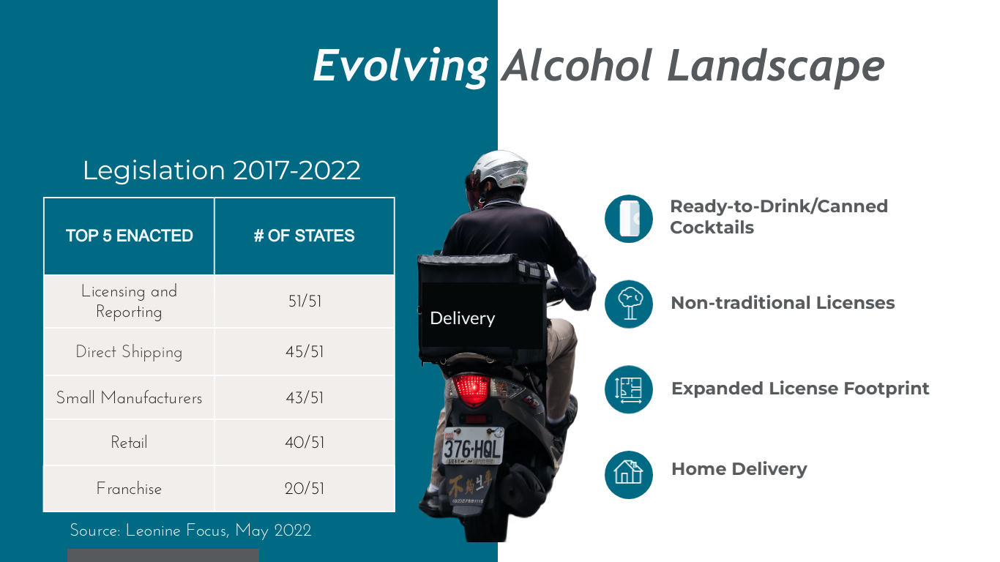 Evolving Alcohol Landscape
Legislation 2017-2022
TOP 5 ENACTED
# OF STATES
Licensing and
Reporting
51/51
Direct Shipping
45/51
Small Manufacturers
43/51
Retail
40/51
Franchise
20/51
Source: Leonine Focus, May 2022
Delivery
376-HQL
Ready-to-Drink/Canned
Cocktails
Non-traditional Licenses
Expanded License Footprint
Home Delivery